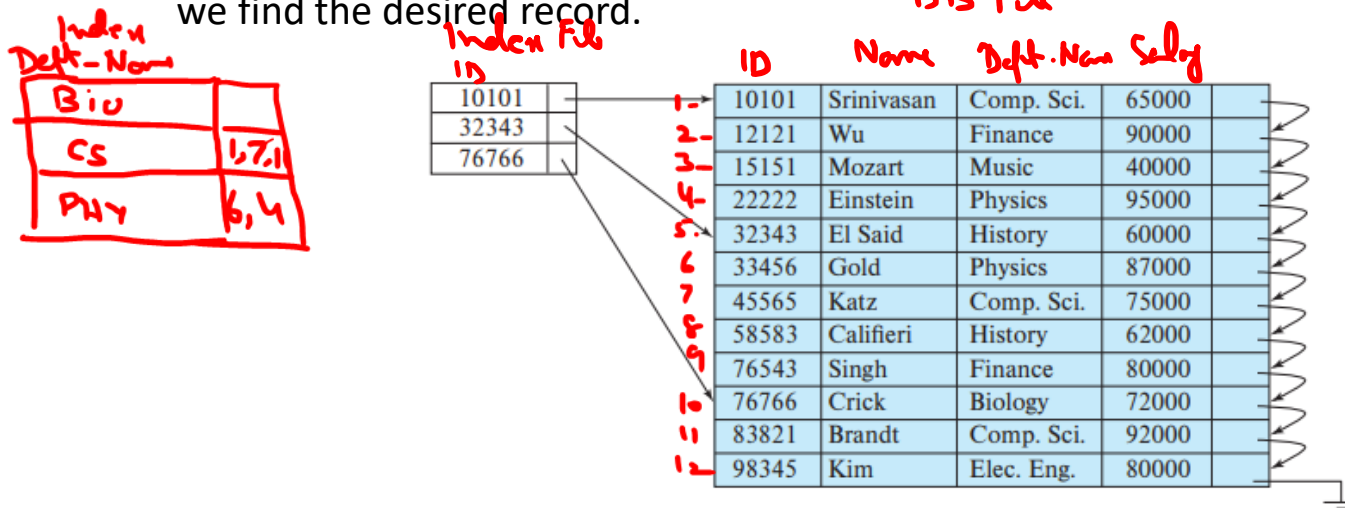 we find the desired record.
DB File
Index
Dept-Name
Bio
CS 1,7,11
PHY 6,4
Index File
ID
10101
32343
76766
ID Name Dept.Name Salary
1- 10101 Srinivasan Comp. Sci. 65000
2- 12121 Wu Finance 90000
3- 15151 Mozart Music 40000
4- 22222 Einstein Physics 95000
5. 32343 El Said History 60000
6 33456 Gold Physics 87000
7 45565 Katz Comp. Sci. 75000
8 58583 Califieri History 62000
9 76543 Singh Finance 80000
10 76766 Crick Biology 72000
11 83821 Brandt Comp. Sci. 92000
12 98345 Kim Elec. Eng. 80000